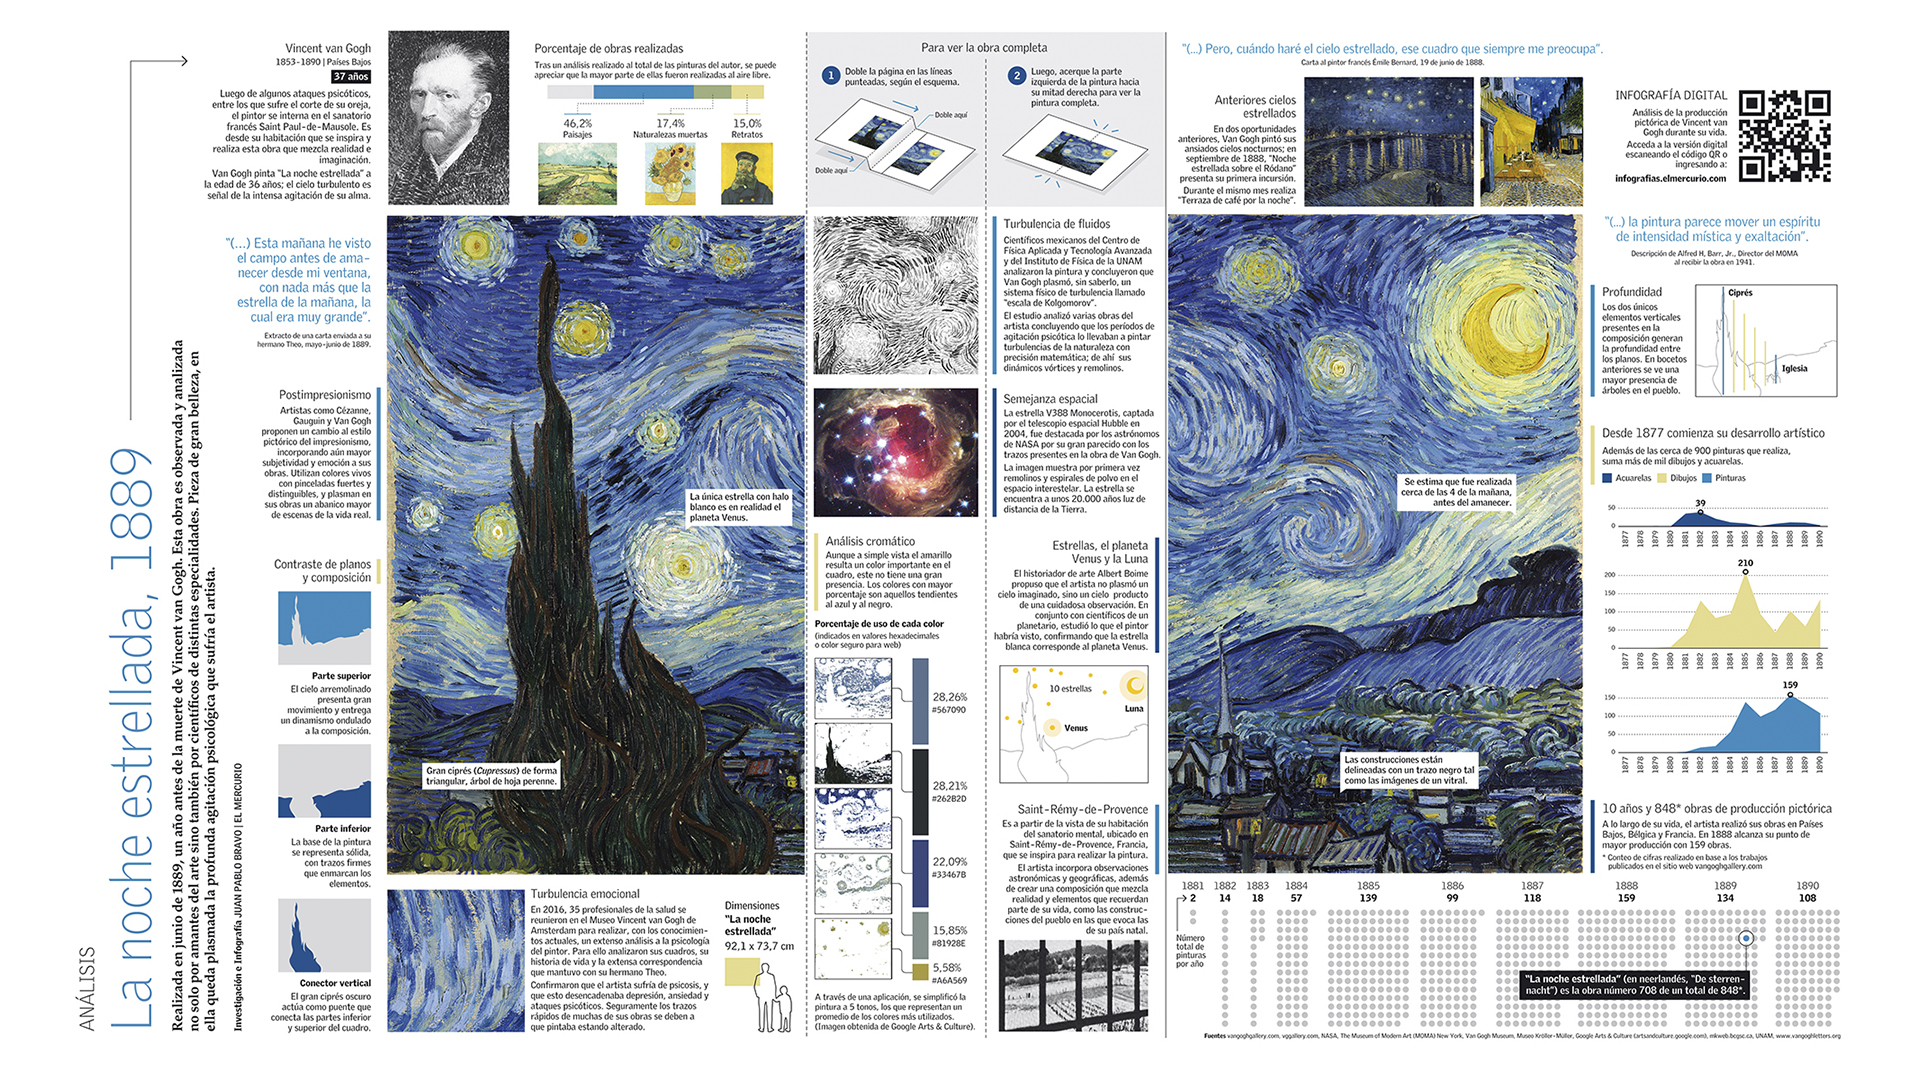 ANÁLISIS
La noche estrellada, 1889
Realizada en junio de 1889, un año antes de la muerte de Vincent van Gogh. Esta obra es observada y analizada
no solo por amantes del arte sino también por científicos de distintas especialidades. Pieza de gran belleza, en
ella queda plasmada la profunda agitación psicológica que sufría el artista.
Investigación e Infografía JUAN PABLO BRAVO | EL MERCURIO
Vincent van Gogh
1853-1890 | Países Bajos
37 años
Luego de algunos ataques psicóticos,
entre los que sufre el corte de su oreja,
el pintor se interna en el sanatorio
francés Saint Paul-de-Mausole. Es
desde su habitación que se inspira y
realiza esta obra que mezcla realidad e
imaginación.
Van Gogh pinta "La noche estrellada" a
la edad de 36 años; el cielo turbulento es
señal de la intensa agitación de su alma.
"(...) Esta mañana he visto
el campo antes de ama-
necer desde mi ventana,
con nada más que la
estrella de la mañana, la
cual era muy grande".
Extracto de una carta enviada a su
hermano Theo, mayo-junio de 1889.
Postimpresionismo
Artistas como Cézanne,
Gauguin y Van Gogh
proponen un cambio al estilo
pictórico del impresionismo,
incorporando aún mayor
subjetividad y emoción a sus
obras. Utilizan colores vivos
con pinceladas fuertes y
distinguibles, y plasman en
sus obras un abanico mayor
de escenas de la vida real.
Contraste de planos
y composición
Parte superior
El cielo arremolinado
presenta gran
movimiento y entrega
un dinamismo ondulado
a la composición.
Parte inferior
La base de la pintura
se representa sólida,
con trazos firmes
que enmarcan los
elementos.
Conector vertical
El gran ciprés oscuro
actúa como puente que
conecta las partes inferior
y superior del cuadro.
Porcentaje de obras realizadas
Tras un análisis realizado al total de las pinturas del autor, se puede
apreciar que la mayor parte de ellas fueron realizadas al aire libre.
46,2%
Paisajes
17,4%
Naturalezas muertas
15,0%
Retratos
La única estrella con halo
blanco es en realidad el
planeta Venus.
Gran ciprés (Cupressus) de forma
triangular, árbol de hoja perenne.
Turbulencia emocional
En 2016, 35 profesionales de la salud se
reunieron en el Museo Vincent van Gogh de
Amsterdam para realizar, con los conocimien-
tos actuales, un extenso análisis a la psicología
del pintor. Para ello analizaron sus cuadros, su
historia de vida y la extensa correspondencia
que mantuvo con su hermano Theo.
Confirmaron que el artista sufría de psicosis, y
que esto desencadenaba depresión, ansiedad y
ataques psicóticos. Seguramente los trazos
rápidos de muchas de sus obras se deben a
que pintaba estando alterado.
Dimensiones
"La noche
estrellada"
92,1 x 73,7 cm
Para ver la obra completa
1
Doble la página en las líneas
punteadas, según el esquema.
Doble aquí
Doble aquí
2
Luego, acerque la parte
izquierda de la pintura hacia
su mitad derecha para ver la
pintura completa.
Turbulencia de fluidos
Científicos mexicanos del Centro de
Física Aplicada y Tecnología Avanzada
y del Instituto de Física de la UNAM
analizaron la pintura y concluyeron que
Van Gogh plasmó, sin saberlo, un
sistema físico de turbulencia llamado
"escala de Kolgomorov".
El estudio analizó varias obras del
artista concluyendo que los períodos de
agitación psicótica lo llevaban a pintar
turbulencias de la naturaleza con
precisión matemática; de ahí sus
dinámicos vórtices y remolinos.
Semejanza espacial
La estrella V388 Monocerotis, captada
por el telescopio espacial Hubble en
2004, fue destacada por los astrónomos
de NASA por su gran parecido con los
trazos presentes en la obra de Van Gogh.
La imagen muestra por primera vez
remolinos y espirales de polvo en el
espacio interestelar. La estrella se
encuentra a unos 20.000 años luz de
distancia de la Tierra.
Análisis cromático
Aunque a simple vista el amarillo
resulta un color importante en el
cuadro, este no tiene una gran
presencia. Los colores con mayor
porcentaje son aquellos tendientes
al azul y al negro.
Porcentaje de uso de cada color
(indicados en valores hexadecimales
o color seguro para web)
28,26%
#567090
28,21%
#262B2D
22,09%
#33467B
15,85%
#81928E
5,58%
#A6A569
A través de una aplicación, se simplificó la
pintura a 5 tonos, los que representan un
promedio de los colores más utilizados.
(Imagen obtenida de Google Arts & Culture).
Estrellas, el planeta
Venus y la Luna
El historiador de arte Albert Boime
propuso que el artista no plasmó un
cielo imaginado, sino un cielo producto
de una cuidadosa observación. En
conjunto con científicos de un
planetario, estudió lo que el pintor
habría visto, confirmando que la estrella
blanca corresponde al planeta Venus.
10 estrellas
Luna
Venus
Saint-Rémy-de-Provence
Es a partir de la vista de su habitación
del sanatorio mental, ubicado en
Saint-Rémy-de-Provence, Francia,
que se inspira para realizar la pintura.
El artista incorpora observaciones
astronómicas y geográficas, además
de crear una composición que mezcla
realidad y elementos que recuerdan
parte de su vida, como las construc-
ciones del pueblo en las que evoca las
de su país natal.
"(...) Pero, cuándo haré el cielo estrellado, ese cuadro que siempre me preocupa".
Carta al pintor francés Émile Bernard, 19 de junio de 1888.
Anteriores cielos
estrellados
En dos oportunidades
anteriores, Van Gogh pintó sus
ansiados cielos nocturnos; en
septiembre de 1888, "Noche
estrellada sobre el Ródano"
presenta su primera incursión.
Durante el mismo mes realiza
"Terraza de café por la noche".
INFOGRAFÍA DIGITAL
Análisis de la producción
pictórica de Vincent van
Gogh durante su vida.
Acceda a la versión digital
escaneando el código QR o
ingresando a:
infografias.elmercurio.com
"(...) la pintura parece mover un espíritu
de intensidad mística y exaltación".
Descripción de Alfred H, Barr, Jr., Director del MOMA
al recibir la obra en 1941.
Profundidad
Los dos únicos
elementos verticales
presentes en la
composición generan
la profundidad entre
los planos. En bocetos
anteriores se ve una
mayor presencia de
árboles en el pueblo.
Ciprés
Iglesia
Se estima que fue realizada
cerca de las 4 de la mañana,
antes del amanecer.
Las construcciones están
delineadas con un trazo negro tal
como las imágenes de un vitral.
Desde 1877 comienza su desarrollo artístico
Además de las cerca de 900 pinturas que realiza,
suma más de mil dibujos y acuarelas.
Acuarelas Dibujos Pinturas
39
50
0
1877 1878 1879 1880 1881 1882 1883 1884 1885 1886 1887 1888 1889 1890
210
200
150
100
50
0
1877 1878 1879 1880 1881 1882 1883 1884 1885 1886 1887 1888 1889 1890
159
150
100
50
0
1877 1878 1879 1880 1881 1882 1883 1884 1885 1886 1887 1888 1889 1890
10 años y 848* obras de producción pictórica
A lo largo de su vida, el artista realizó sus obras en Países
Bajos, Bélgica y Francia. En 1888 alcanza su punto de
mayor producción con 159 obras.
* Conteo de cifras realizado en base a los trabajos
publicados en el sitio web vangoghgallery.com
1881 1882 1883 1884 1885 1886 1887 1888 1889 1890
2 14 18 57 139 99 118 159 134 108
Número
total de
pinturas
por año
"La noche estrellada" (en neerlandés, "De sterren-
nacht") es la obra número 708 de un total de 848*.
Fuentes vangoghgallery.com, vggallery.com, NASA, The Museum of Modern Art (MOMA) New York, Van Gogh Museum, Museo Kröller-Müller, Google Arts & Culture (artsandculture.google.com), mkweb.bcgsc.ca, UNAM, www.vangoghletters.org